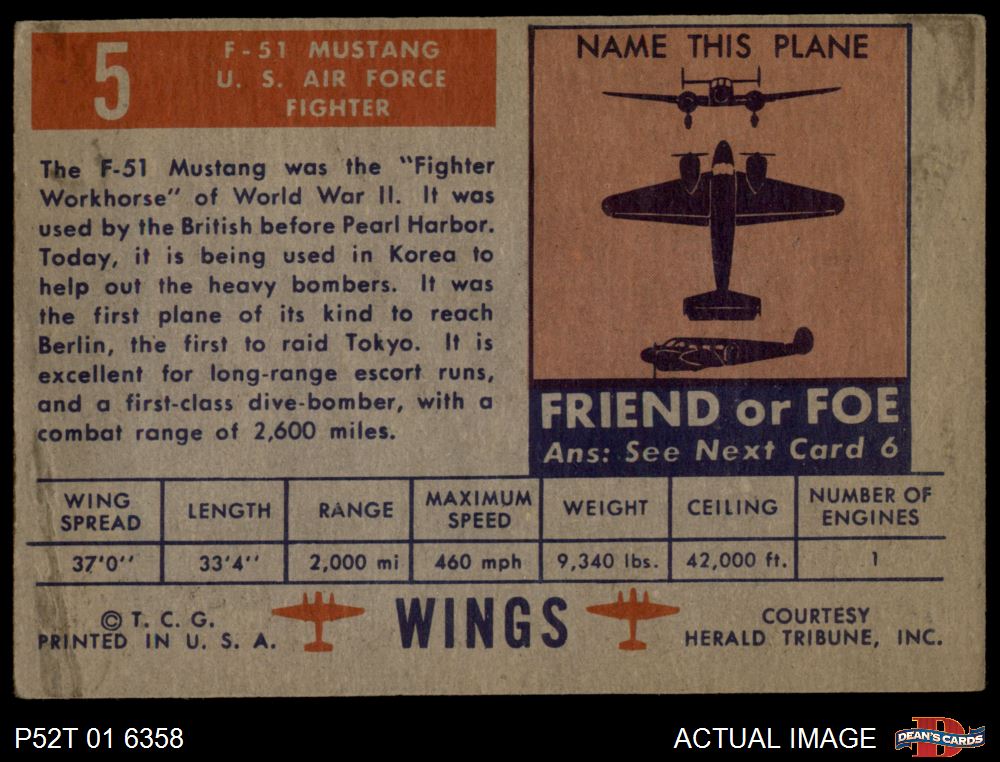 5
F-51 MUSTANG
U. S. AIR FORCE
FIGHTER
The F-51 Mustang was the "Fighter
Workhorse" of World War II. It was
used by the British before Pearl Harbor.
Today, it is being used in Korea to
help out the heavy bombers. It was
the first plane of its kind to reach
Berlin, the first to raid Tokyo. It is
excellent for long-range escort runs,
and a first-class dive-bomber, with a
combat range of 2,600 miles.
NAME THIS PLANE
FRIEND or FOE
Ans: See Next Card 6
WING SPREAD LENGTH RANGE MAXIMUM SPEED WEIGHT CEILING NUMBER OF ENGINES
37'0'' 33'4'' 2,000 mi 460 mph 9,340 lbs. 42,000 ft. 1
© T. C. G.
PRINTED IN U. S. A.
WINGS
COURTESY
HERALD TRIBUNE, INC.
P52T 01 6358
ACTUAL IMAGE
D
DEAN'S CARDS